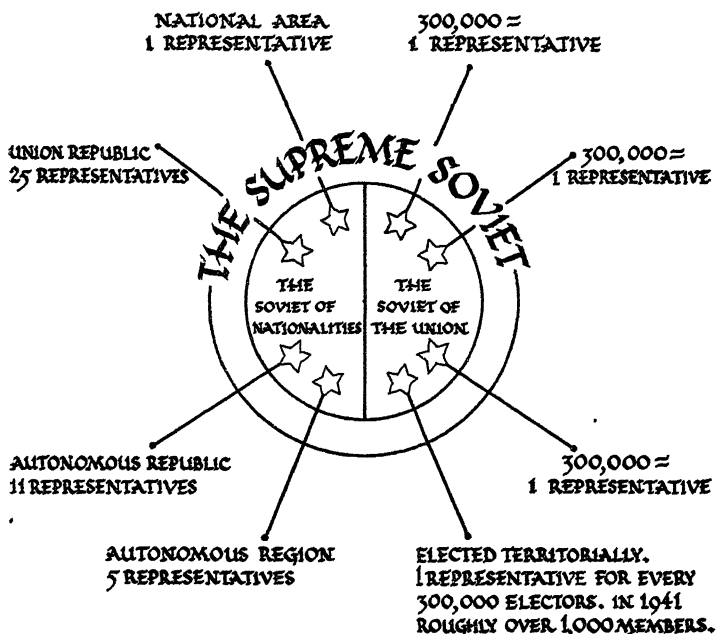 NATIONAL AREA
1 REPRESENTATIVE
300,000 =
1 REPRESENTATIVE
UNION REPUBLIC
25 REPRESENTATIVES
300,000 =
1 REPRESENTATIVE
THE SUPREME SOVIET
THE
SOVIET OF
NATIONALITIES
THE
SOVIET OF
THE UNION.
AUTONOMOUS REPUBLIC
11 REPRESENTATIVES
300,000 =
1 REPRESENTATIVE
AUTONOMOUS REGION
5 REPRESENTATIVES
ELECTED TERRITORIALLY.
1 REPRESENTATIVE FOR EVERY
300,000 ELECTORS. IN 1941
ROUGHLY OVER 1,000 MEMBERS.